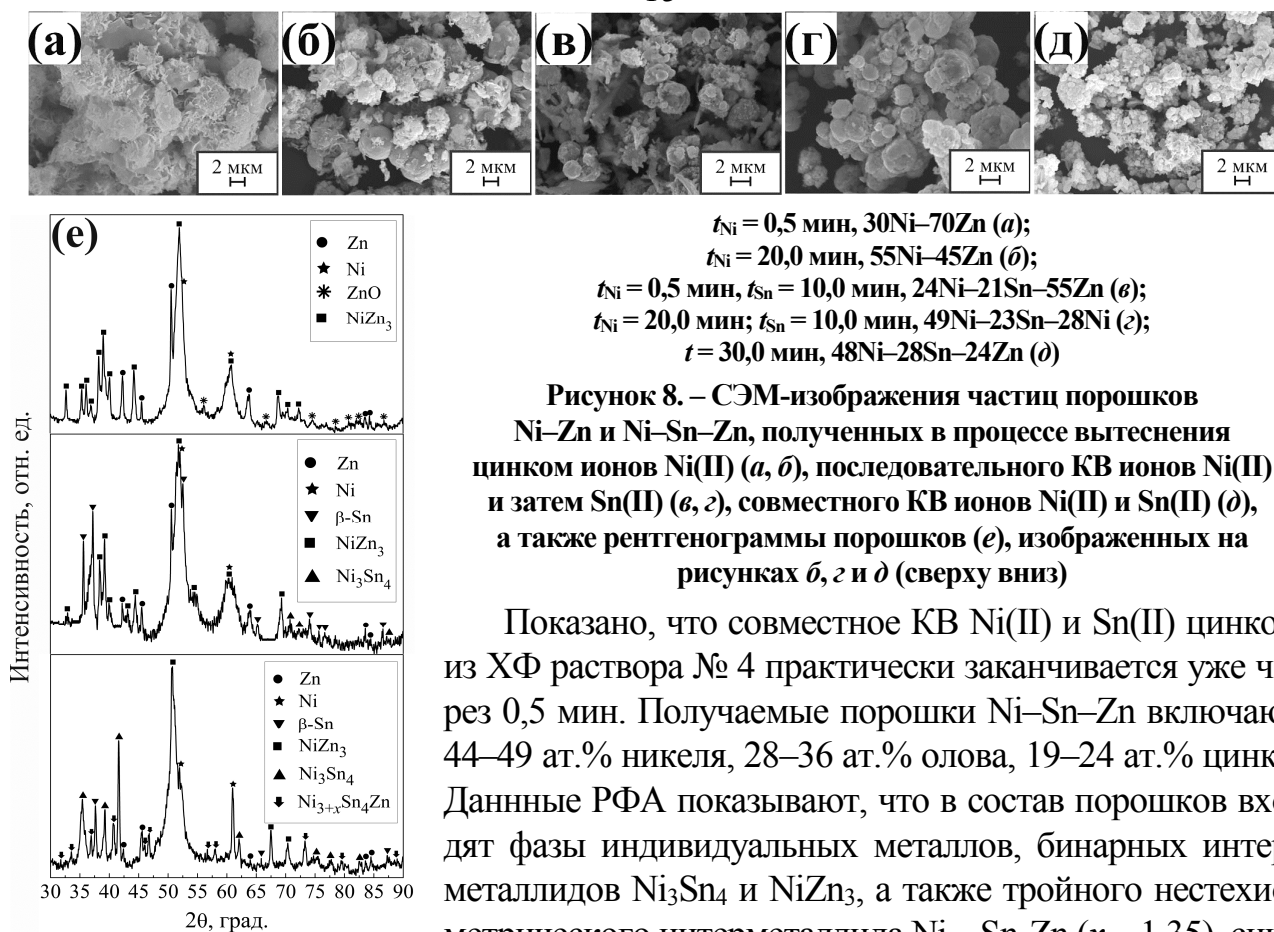 (а) (б) (в) (г) (д)
2 мкм 2 мкм 2 мкм 2 мкм 2 мкм
(е)
Zn
Ni
ZnO
NiZn₃
Zn
Ni
β-Sn
NiZn₃
Ni₃Sn₄
Zn
Ni
β-Sn
NiZn₃
Ni₃Sn₄
Ni₃₊ₓSn₄Zn
Интенсивность, отн. ед.
30 35 40 45 50 55 60 65 70 75 80 85 90
2θ, град.
t_Ni = 0,5 мин, 30Ni–70Zn (а);
t_Ni = 20,0 мин, 55Ni–45Zn (б);
t_Ni = 0,5 мин, t_Sn = 10,0 мин, 24Ni–21Sn–55Zn (в);
t_Ni = 20,0 мин; t_Sn = 10,0 мин, 49Ni–23Sn–28Ni (г);
t = 30,0 мин, 48Ni–28Sn–24Zn (д)
Рисунок 8. – СЭМ-изображения частиц порошков
Ni–Zn и Ni–Sn–Zn, полученных в процессе вытеснения
цинком ионов Ni(II) (а, б), последовательного КВ ионов Ni(II)
и затем Sn(II) (в, г), совместного КВ ионов Ni(II) и Sn(II) (д),
а также рентгенограммы порошков (е), изображенных на
рисунках б, г и д (сверху вниз)
Показано, что совместное КВ Ni(II) и Sn(II) цинко
из ХФ раствора № 4 практически заканчивается уже ч
рез 0,5 мин. Получаемые порошки Ni–Sn–Zn включаю
44–49 ат.% никеля, 28–36 ат.% олова, 19–24 ат.% цинк
Даннные РФА показывают, что в состав порошков вхо
дят фазы индивидуальных металлов, бинарных интер
металлидов Ni₃Sn₄ и NiZn₃, а также тройного нестехио